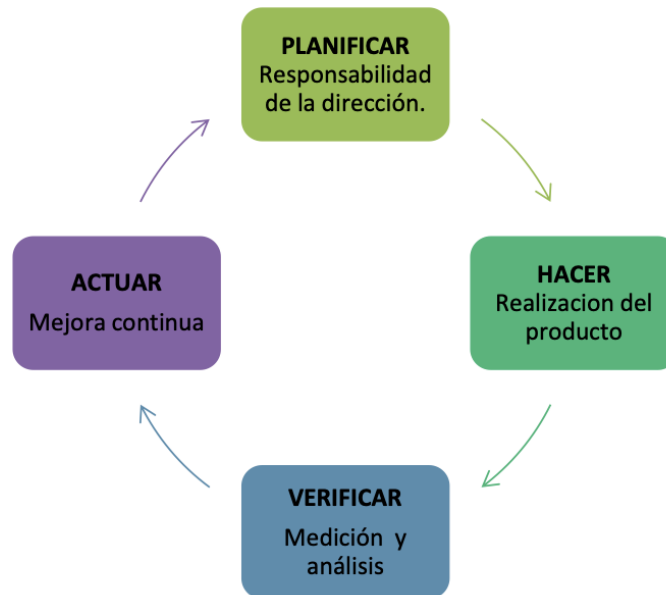 PLANIFICAR
Responsabilidad
de la dirección.
HACER
Realizacion del
producto
VERIFICAR
Medición y
análisis
ACTUAR
Mejora continua